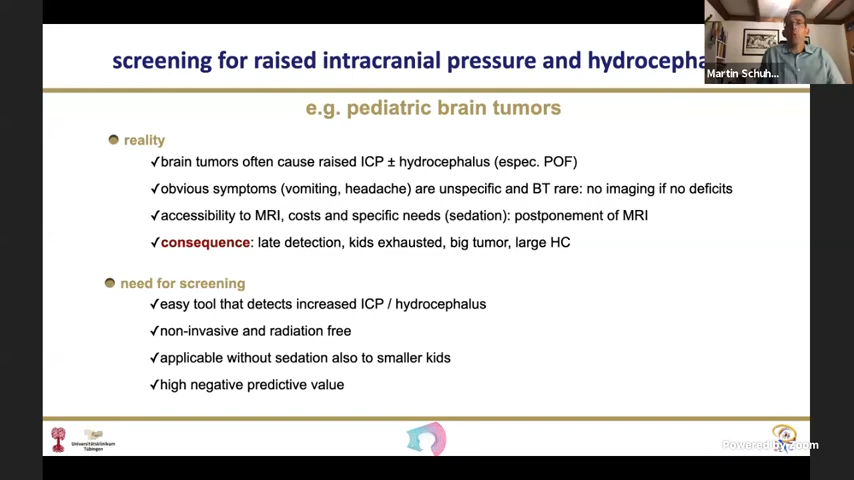 screening for raised intracranial pressure and hydrocepha
Martin Schuh...
e.g. pediatric brain tumors
reality
✓brain tumors often cause raised ICP ± hydrocephalus (espec. POF)
✓obvious symptoms (vomiting, headache) are unspecific and BT rare: no imaging if no deficits
✓accessibility to MRI, costs and specific needs (sedation): postponement of MRI
✓consequence: late detection, kids exhausted, big tumor, large HC
need for screening
✓easy tool that detects increased ICP / hydrocephalus
✓non-invasive and radiation free
✓applicable without sedation also to smaller kids
✓high negative predictive value
Universitätsklinikum
Tübingen
Powered by Zoom